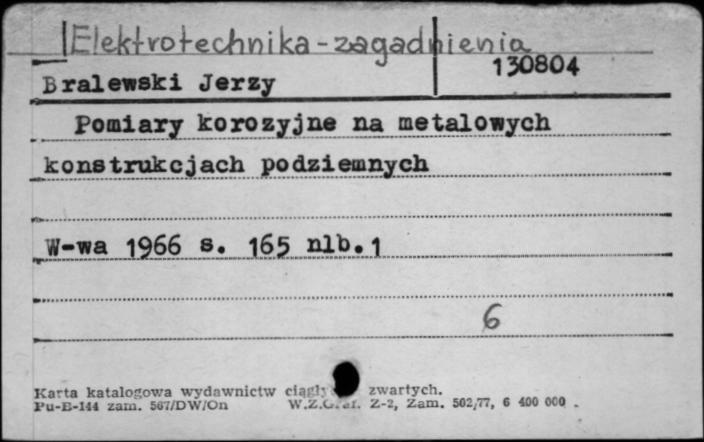 Elektrotechnika - zagadnienia
130804
Bralewski Jerzy
Pomiary korozyjne na metalowych
konstrukcjach podziemnych
W-wa 1966 s. 165 nlb. 1
6
Karta katalogowa wydawnictw zwartych.
Pu-B-144 zam. 567/DW/On Z-2, Zam. 502/77, 6 400 000 .